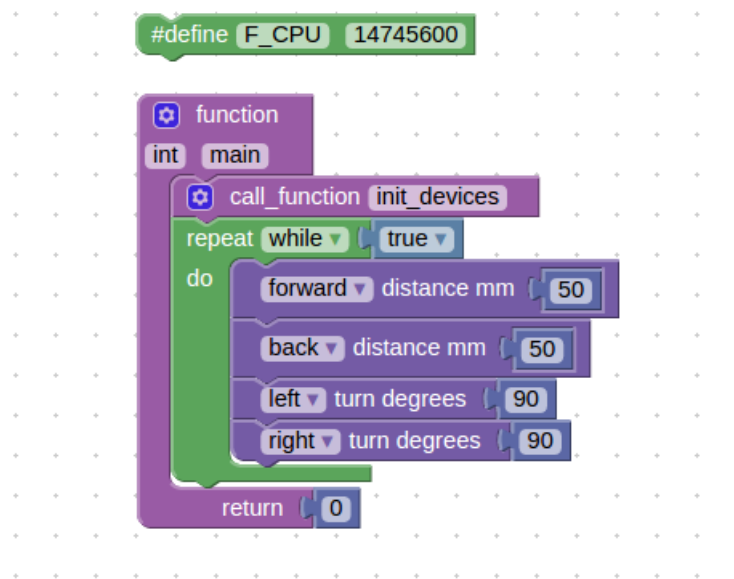 #define F_CPU 14745600
function
int main
call_function init_devices
repeat while true
do
forward distance mm 50
back distance mm 50
left turn degrees 90
right turn degrees 90
return 0